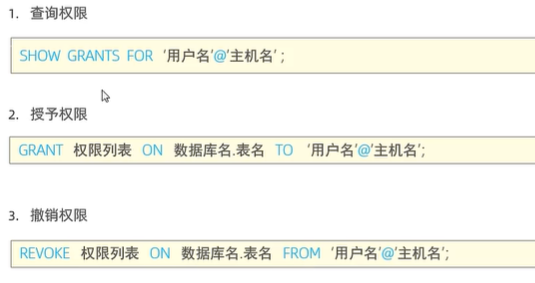 1. 查询权限
SHOW GRANTS FOR '用户名'@'主机名' ;
2. 授予权限
GRANT 权限列表 ON 数据库名.表名 TO '用户名'@'主机名';
3. 撤销权限
REVOKE 权限列表 ON 数据库名.表名 FROM '用户名'@'主机名';